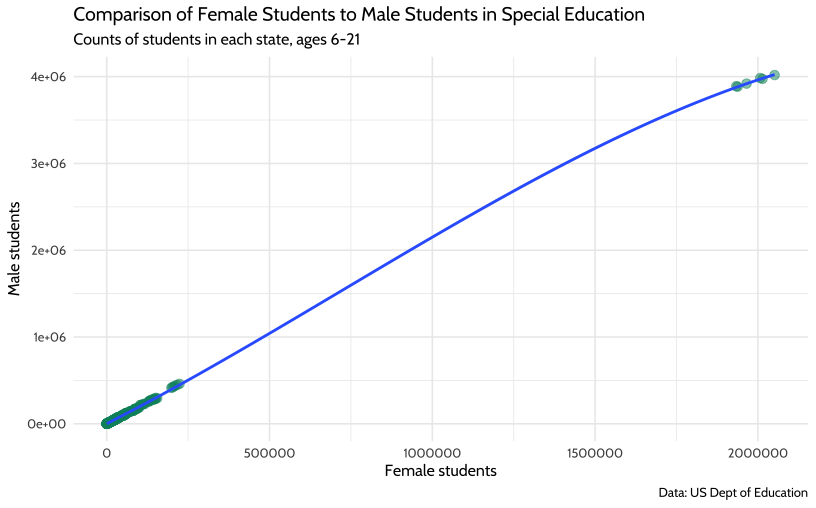 Comparison of Female Students to Male Students in Special Education
Counts of students in each state, ages 6-21
4e+06
3e+06
2e+06
1e+06
0e+00
Male students
0 500000 1000000 1500000 2000000
Female students
Data: US Dept of Education